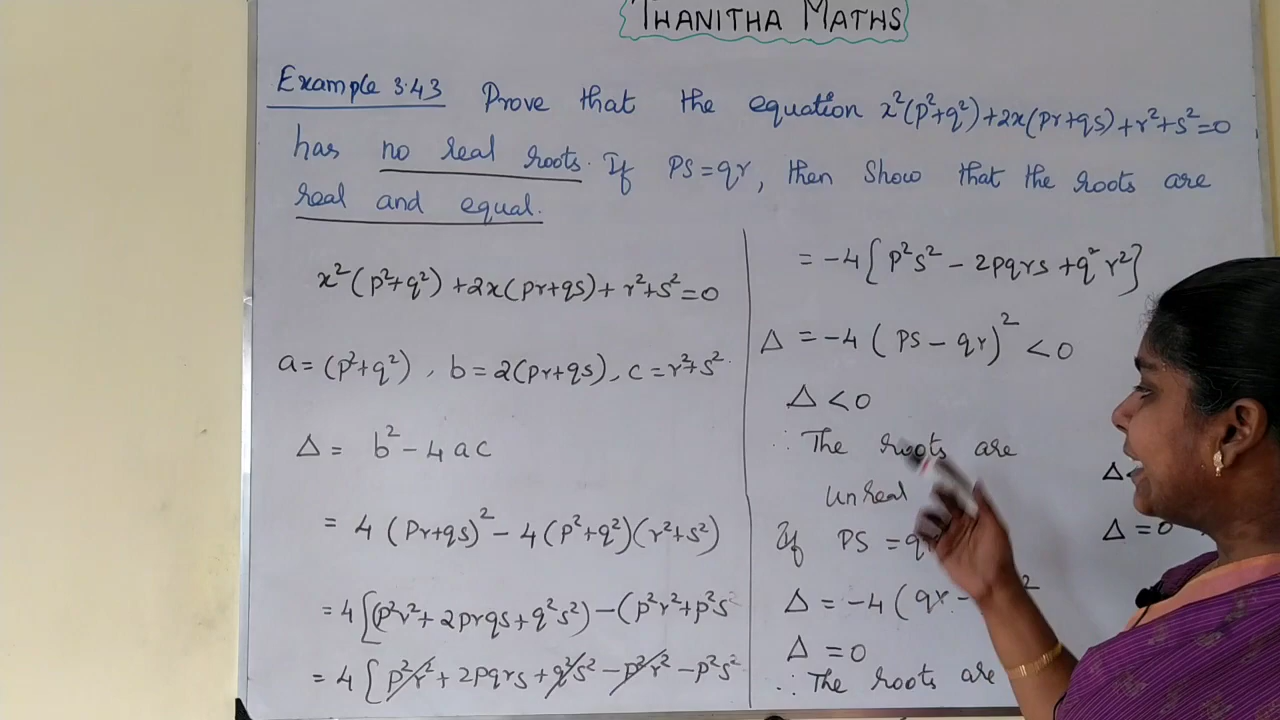 THANITHA MATHS
Example 3.43 Prove that the equation x²(p²+q²)+2x(pr+qs)+r²+s²=0
has no real roots. If PS=qr, then show that the roots are
real and equal.
x²(p²+q²)+2x(pr+qs)+r²+s²=0
a=(p²+q²), b=2(pr+qs), c=r²+s².
Δ = b²-4ac
= 4(pr+qs)²-4(p²+q²)(r²+s²)
=4[(p²r²+2prqs+q²s²)-(p²r²+p²s²
=4[p²r²+2pqrs+q²s²-p²r²-p²s²
= -4{p²s²-2pqrs+q²r²}
Δ = -4(ps-qr)²<0
Δ<0
∴ The roots are
unreal
If PS =q
Δ = -4(qr-
Δ =0
∴ The roots are
Δ<
Δ=0